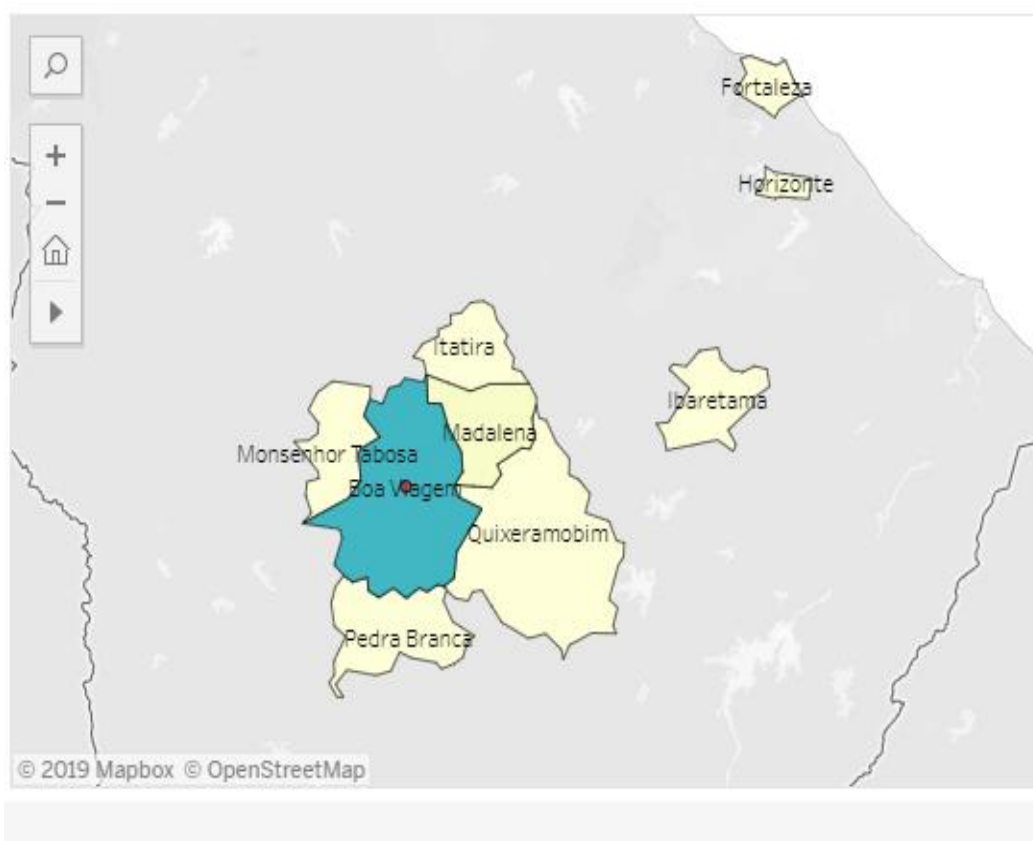 Fortaleza
Horizonte
Itatira
Ibaretama
Madalena
Monsenhor Tabosa
Boa Viagem
Quixeramobim
Pedra Branca
© 2019 Mapbox © OpenStreetMap